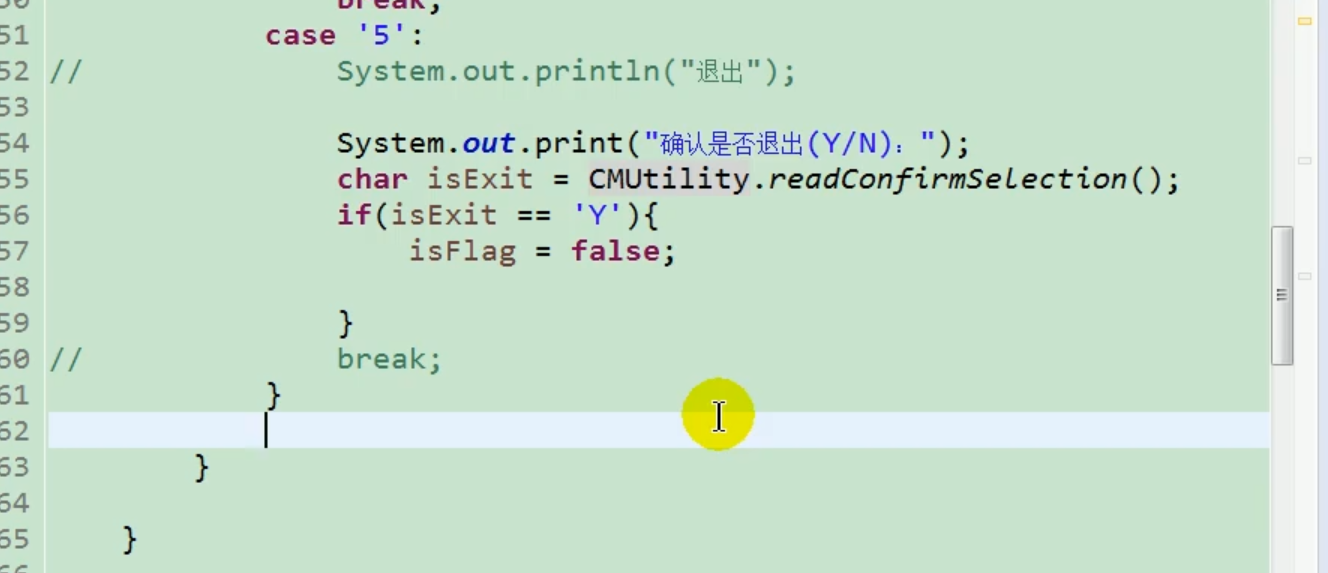 50 break;
51 case '5':
52 // System.out.println("退出");
53
54 System.out.print("确认是否退出(Y/N)：");
55 char isExit = CMUtility.readConfirmSelection();
56 if(isExit == 'Y'){
57 isFlag = false;
58
59 }
60 // break;
61 }
62
63 }
64
65 }
66